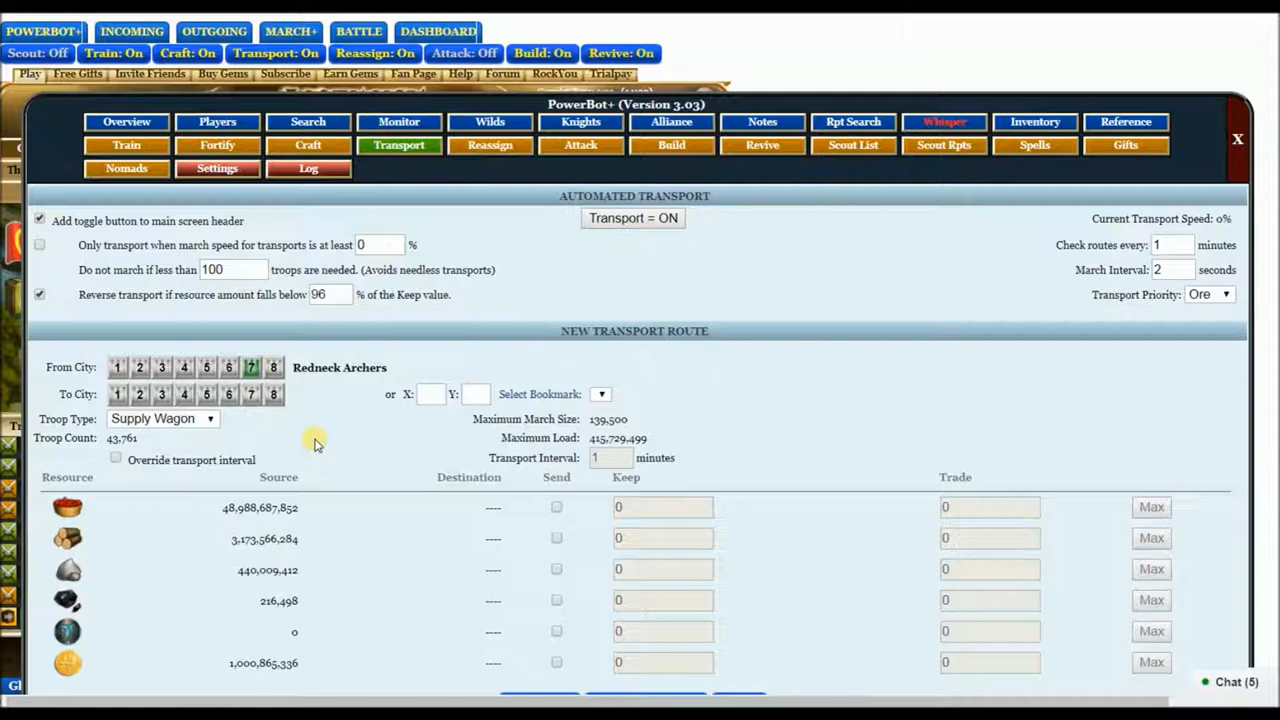 POWERBOT+ INCOMING OUTGOING MARCH+ BATTLE DASHBOARD
Scout: Off Train: On Craft: On Transport: On Reassign: On Attack: Off Build: On Revive: On
Play Free Gifts Invite Friends Buy Gems Subscribe Earn Gems Fan Page Help Forum RockYou Trialpay
PowerBot+ (Version 3.03)
Overview Players Search Monitor Wilds Knights Alliance Notes Rpt Search Whisper Inventory Reference
X
Train Fortify Craft Transport Reassign Attack Build Revive Scout List Scout Rpts Spells Gifts
Nomads Settings Log
AUTOMATED TRANSPORT
Add toggle button to main screen header Transport = ON Current Transport Speed: 0%
Only transport when march speed for transports is at least 0 % Check routes every: 1 minutes
Do not march if less than 100 troops are needed. (Avoids needless transports) March Interval: 2 seconds
Reverse transport if resource amount falls below 96 % of the Keep value. Transport Priority: Ore
NEW TRANSPORT ROUTE
From City: 1 2 3 4 5 6 7 8 Redneck Archers
To City: 1 2 3 4 5 6 7 8 or X: Y: Select Bookmark:
Troop Type: Supply Wagon Maximum March Size: 139,500
Troop Count: 43,761 Maximum Load: 415,729,499
Override transport interval Transport Interval: 1 minutes
Resource Source Destination Send Keep Trade
48,988,687,852 ---- 0 0 Max
3,173,566,284 ---- 0 0 Max
440,009,412 ---- 0 0 Max
216,498 ---- 0 0 Max
0 ---- 0 0 Max
1,000,865,336 ---- 0 0 Max
Chat (5)